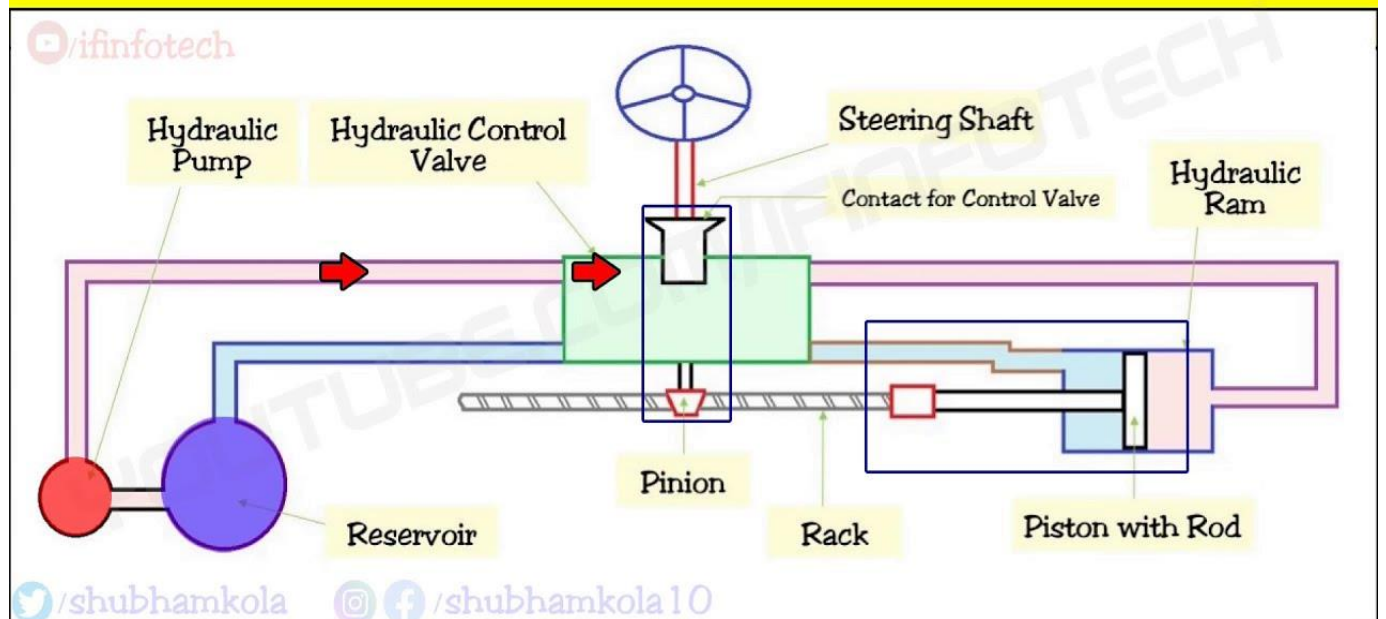 /ifinfotech
Hydraulic
Pump
Hydraulic Control
Valve
Steering Shaft
Contact for Control Valve
Hydraulic
Ram
YOUTUBE.COM/IFINFOTECH
Pinion
Reservoir
Rack
Piston with Rod
/shubhamkola
/shubhamkola10